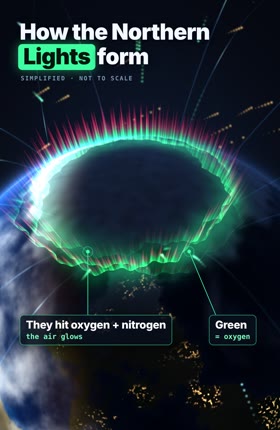 How the Northern
Lights form
SIMPLIFIED · NOT TO SCALE
They hit oxygen + nitrogen
the air glows
Green
= oxygen